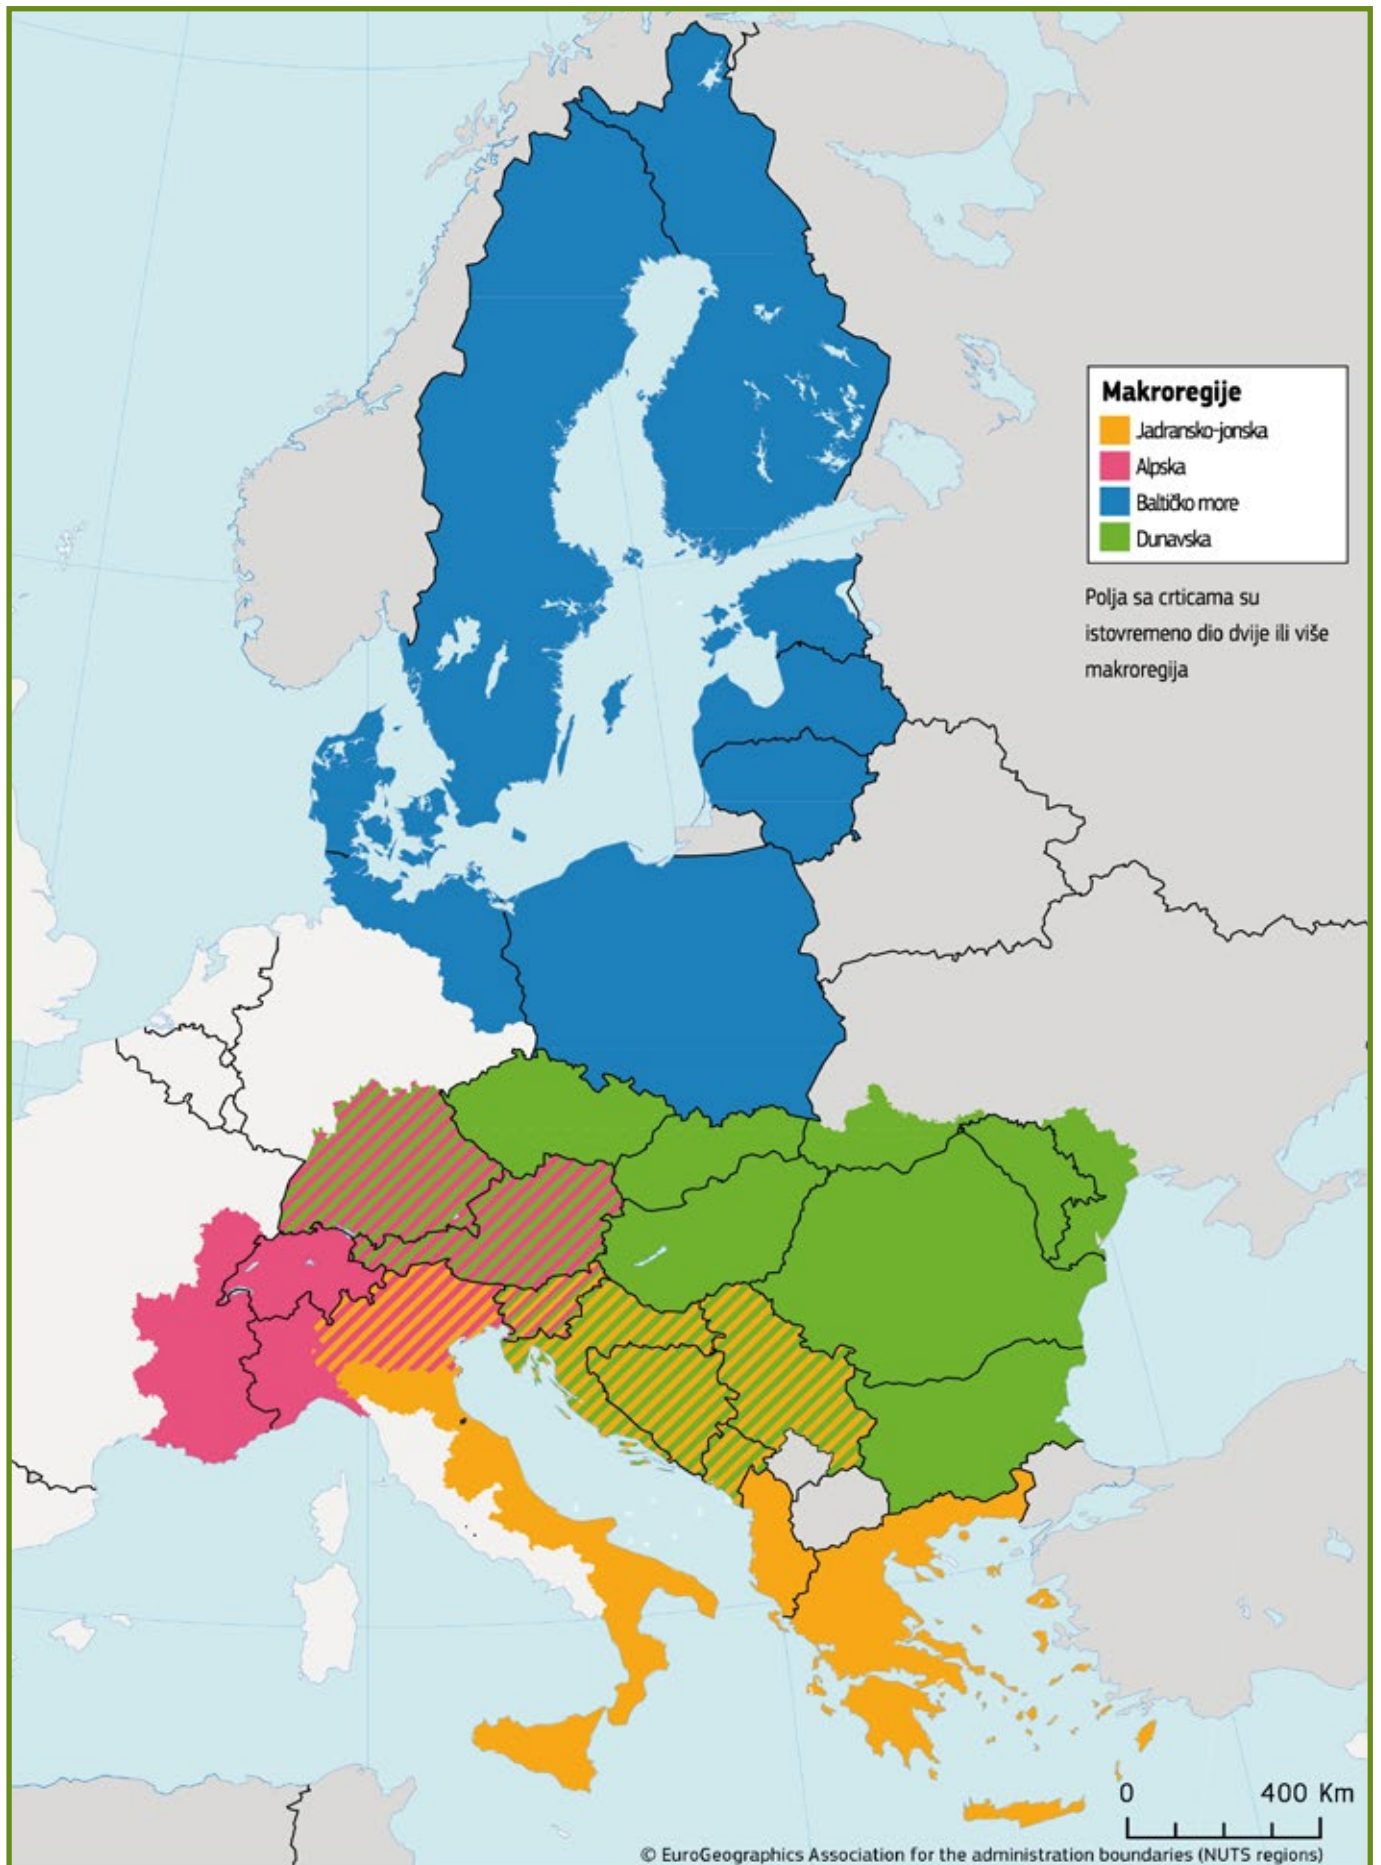 Makroregije
Jadransko-jonska
Alpska
Baltičko more
Dunavska
Polja sa crticama su
istovremeno dio dvije ili više
makroregija
0 400 Km
© EuroGeographics Association for the administration boundaries (NUTS regions)